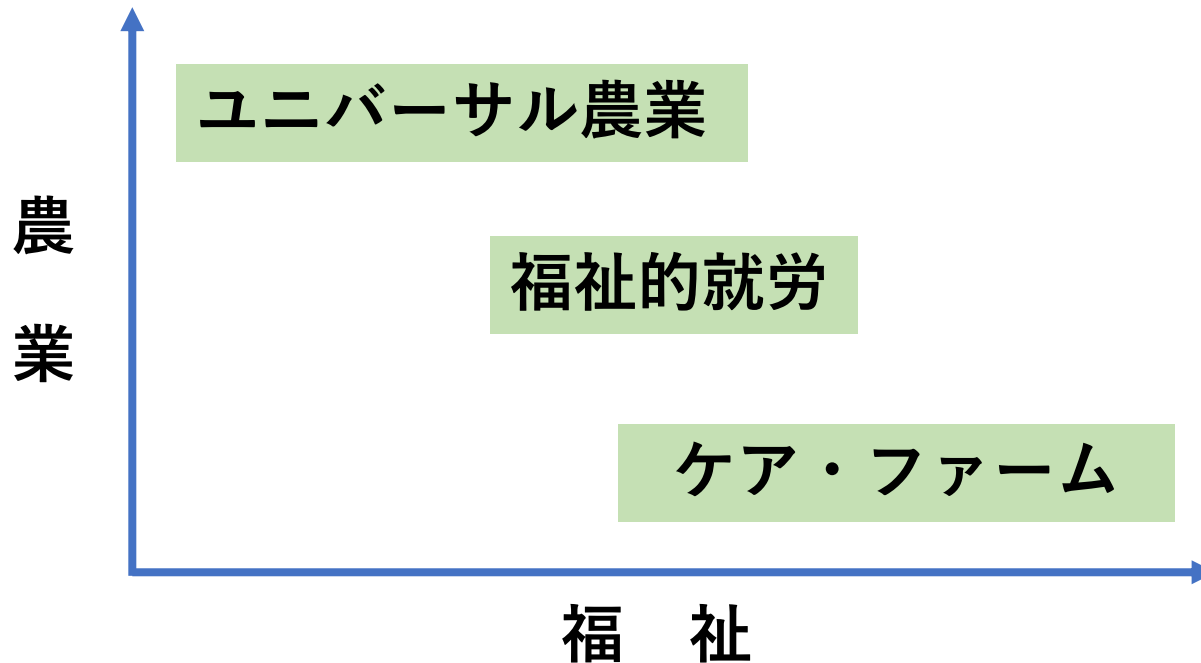 ユニバーサル農業
農業
福祉的就労
ケア・ファーム
福　祉